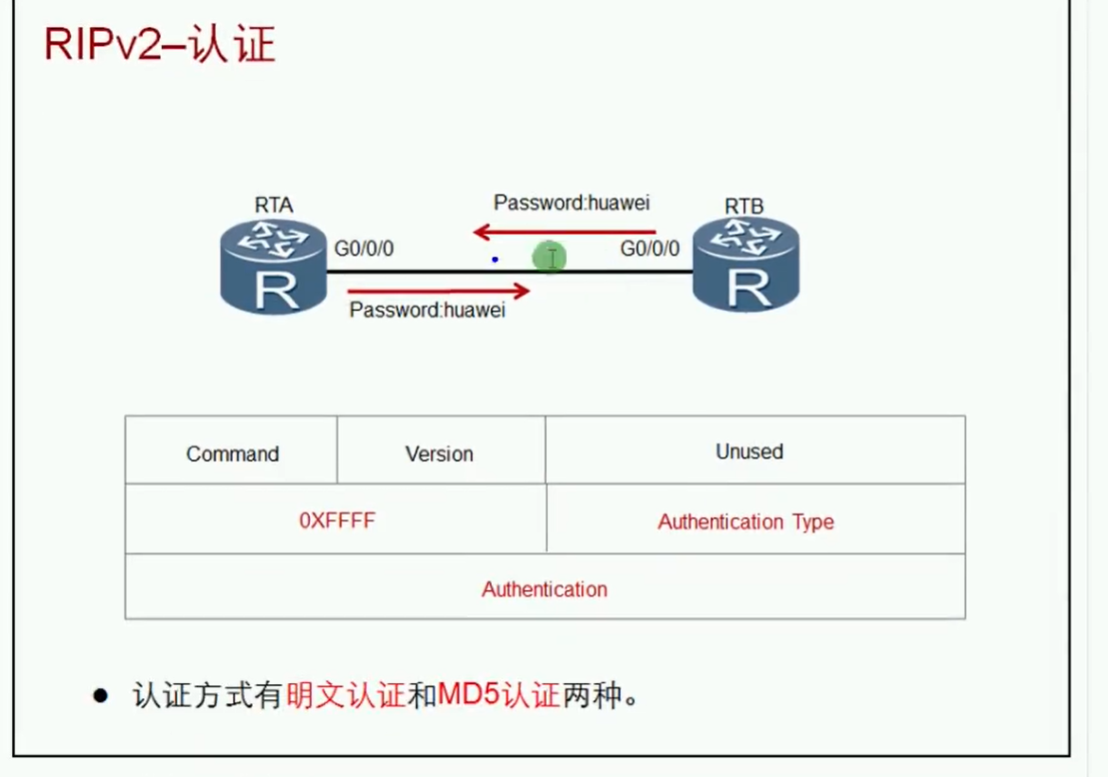 RIPv2–认证
RTA
Password:huawei
RTB
G0/0/0
G0/0/0
R
R
Password:huawei
Command
Version
Unused
0XFFFF
Authentication Type
Authentication
● 认证方式有明文认证和MD5认证两种。